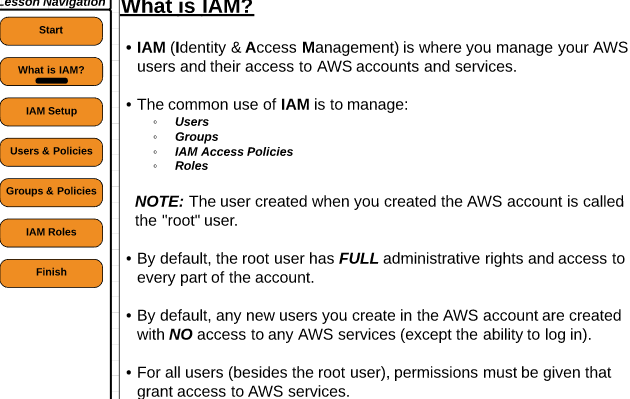 Lesson Navigation
Start
What is IAM?
IAM Setup
Users & Policies
Groups & Policies
IAM Roles
Finish
What is IAM?
• IAM (Identity & Access Management) is where you manage your AWS
users and their access to AWS accounts and services.
• The common use of IAM is to manage:
◦ Users
◦ Groups
◦ IAM Access Policies
◦ Roles
NOTE: The user created when you created the AWS account is called
the "root" user.
• By default, the root user has FULL administrative rights and access to
every part of the account.
• By default, any new users you create in the AWS account are created
with NO access to any AWS services (except the ability to log in).
• For all users (besides the root user), permissions must be given that
grant access to AWS services.